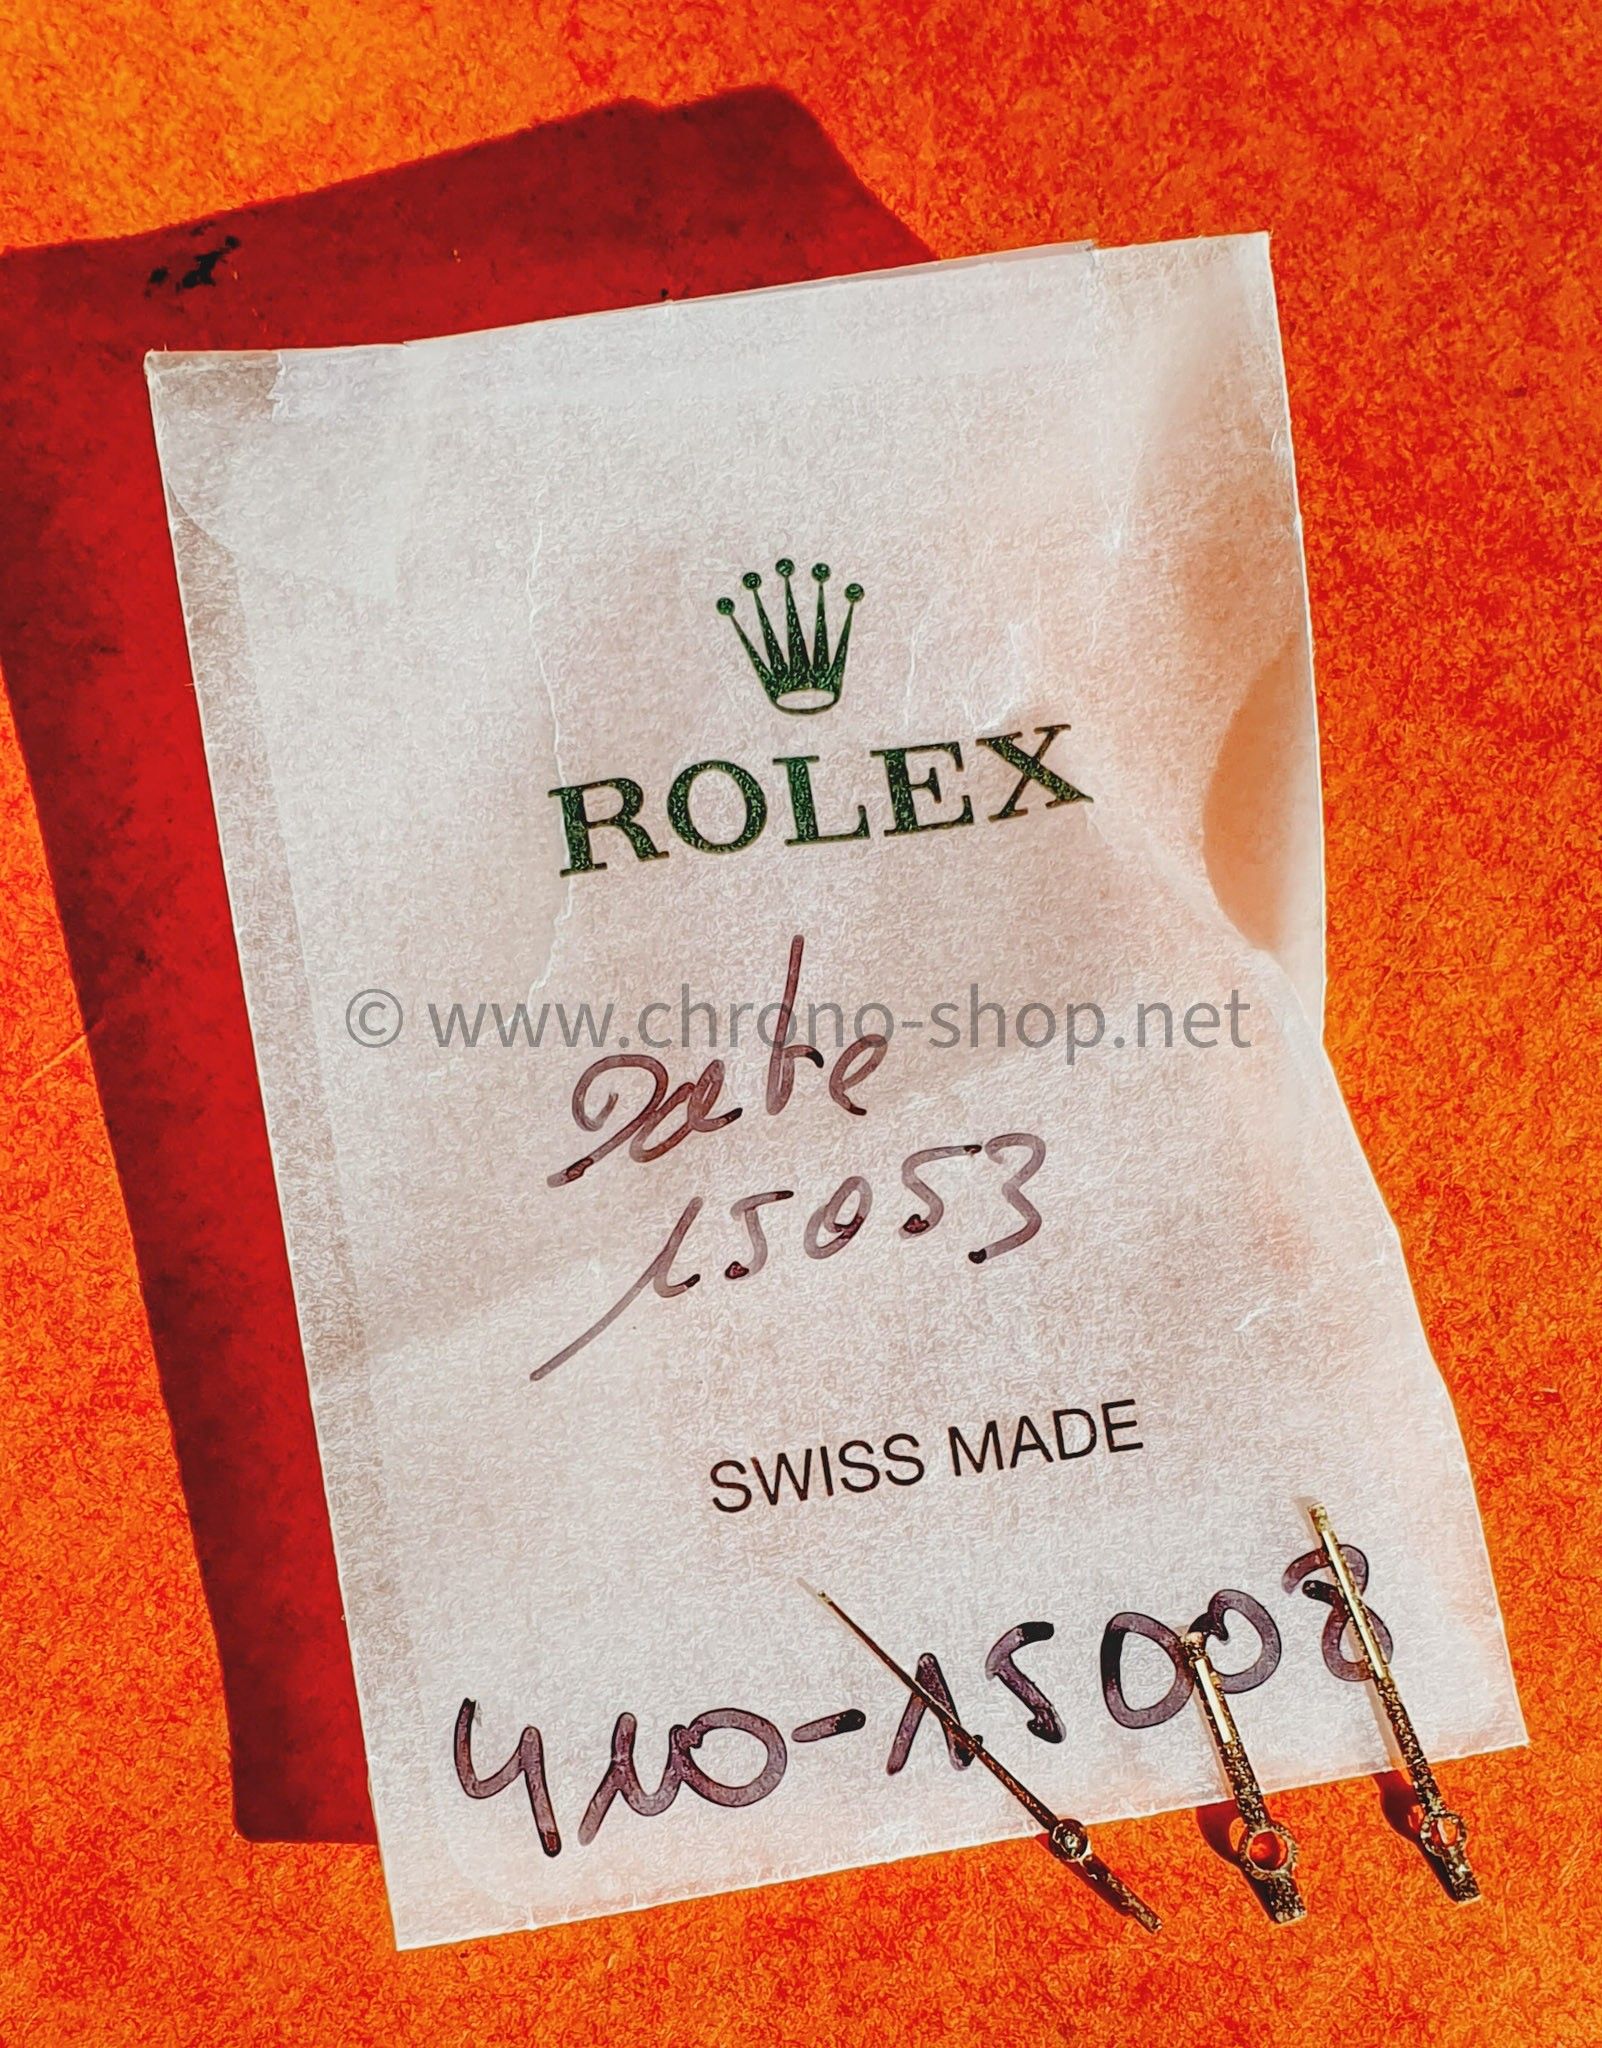 ROLEX
© www.chrono-shop.net
Date
15053
SWISS MADE
410-15008